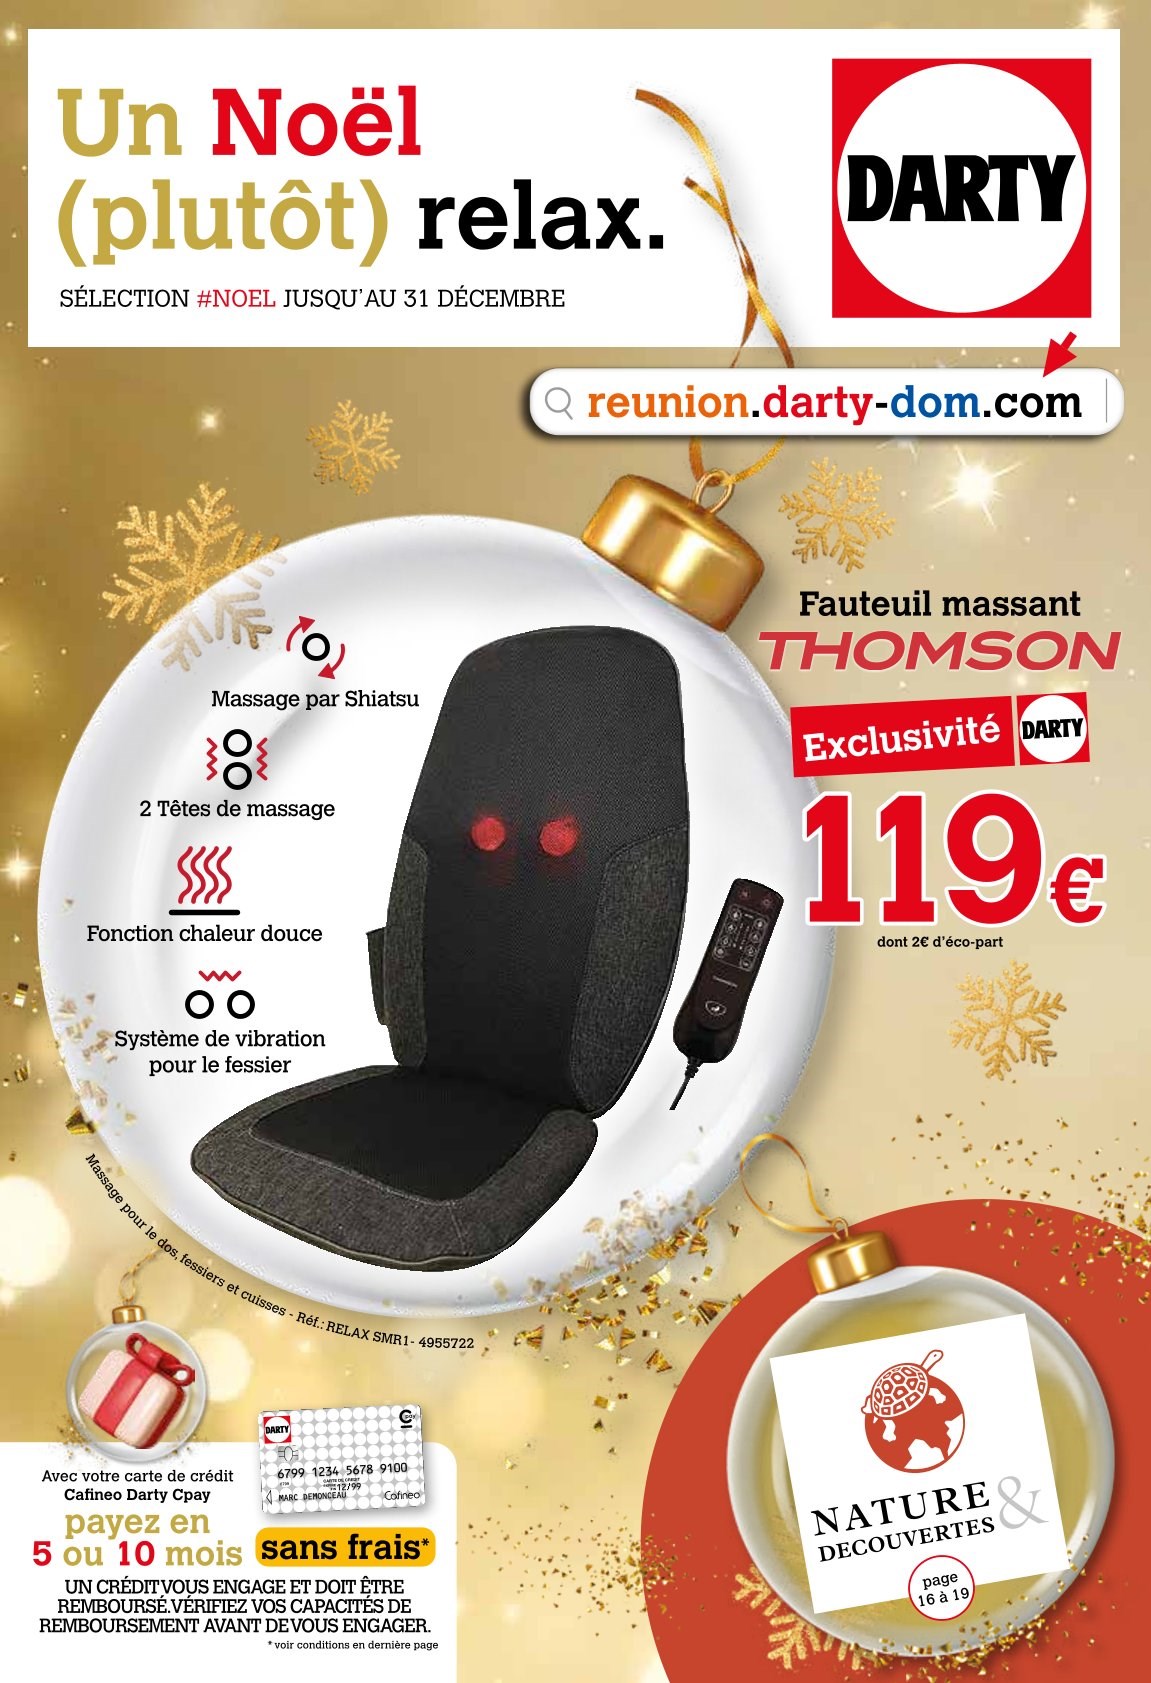 Un Noël
(plutôt) relax.
SÉLECTION #NOEL JUSQU'AU 31 DÉCEMBRE
DARTY
reunion.darty-dom.com
Fauteuil massant
THOMSON
Exclusivité DARTY
119€
dont 2€ d'éco-part
Massage par Shiatsu
2 Têtes de massage
Fonction chaleur douce
Système de vibration
pour le fessier
Massage pour le dos, fessiers et cuisses - Réf.: RELAX SMR1- 4955722
Avec votre carte de crédit
Cafineo Darty Cpay
payez en
5 ou 10 mois sans frais*
UN CRÉDIT VOUS ENGAGE ET DOIT ÊTRE
REMBOURSÉ. VÉRIFIEZ VOS CAPACITÉS DE
REMBOURSEMENT AVANT DE VOUS ENGAGER.
* voir conditions en dernière page
DARTY
6799 1234 5678 9100
CARTE DE CREDIT
12/99
MARC DEMONCEAU
Cafineo
NATURE &
DECOUVERTES
page
16 à 19